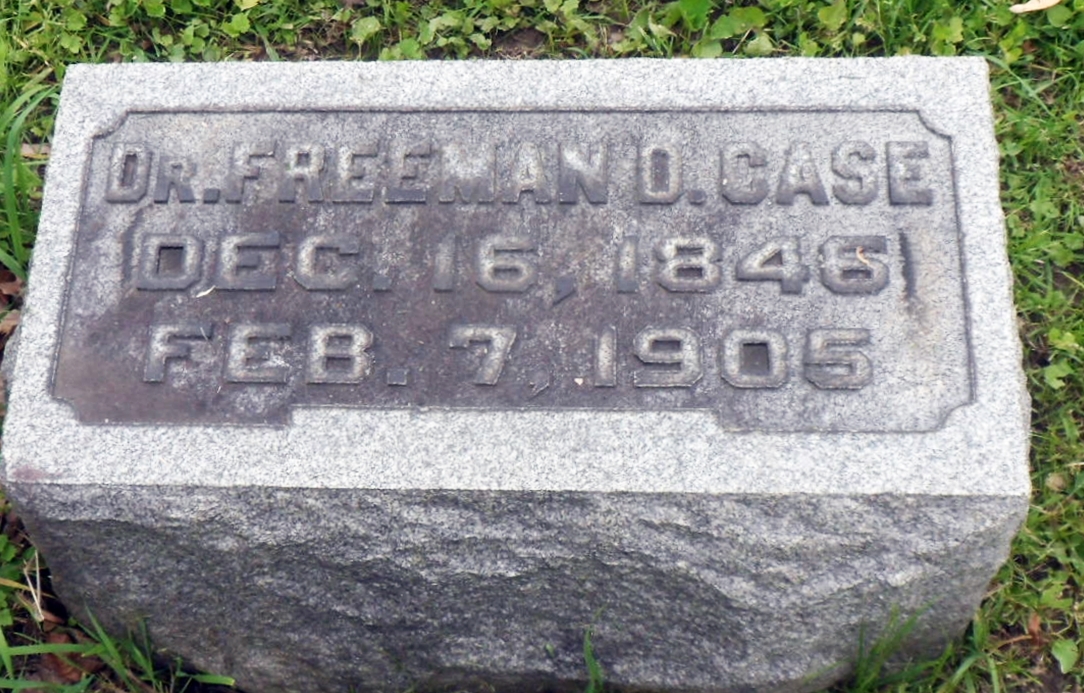 DR. FREEMAN D. CASE
DEC. 16, 1846
FEB. 7, 1905